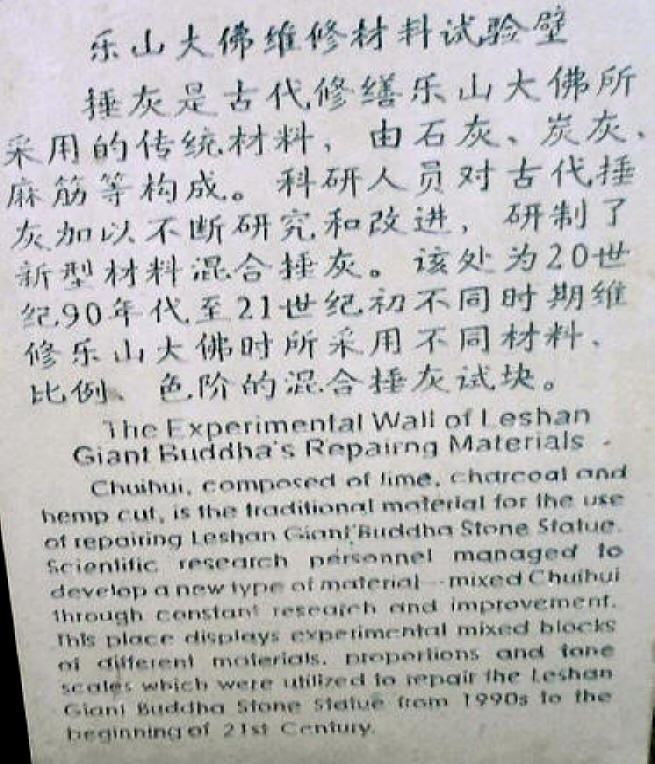 乐山大佛维修材料试验壁
捶灰是古代修缮乐山大佛所
采用的传统材料，由石灰、炭灰、
麻筋等构成。科研人员对古代捶
灰加以不断研究和改进，研制了
新型材料混合捶灰。该处为20世
纪90年代至21世纪初不同时期维
修乐山大佛时所采用不同材料、
比例、色阶的混合捶灰试块。
The Experimental Wall of Leshan
Giant Buddha's Repairng Materials
Chuihui, composed of lime, charcoal and
hemp cut, is the traditional material for the use
of repairing Leshan Giant Buddha Stone Statue.
Scientific research personnel managed to
develop a new type of material--mixed Chuihui
through constant research and improvement.
This place displays experimental mixed blocks
of different materials, proportions and tone
scales which were utilized to repair the Leshan
Giant Buddha Stone Statue from 1990s to the
beginning of 21st Century.